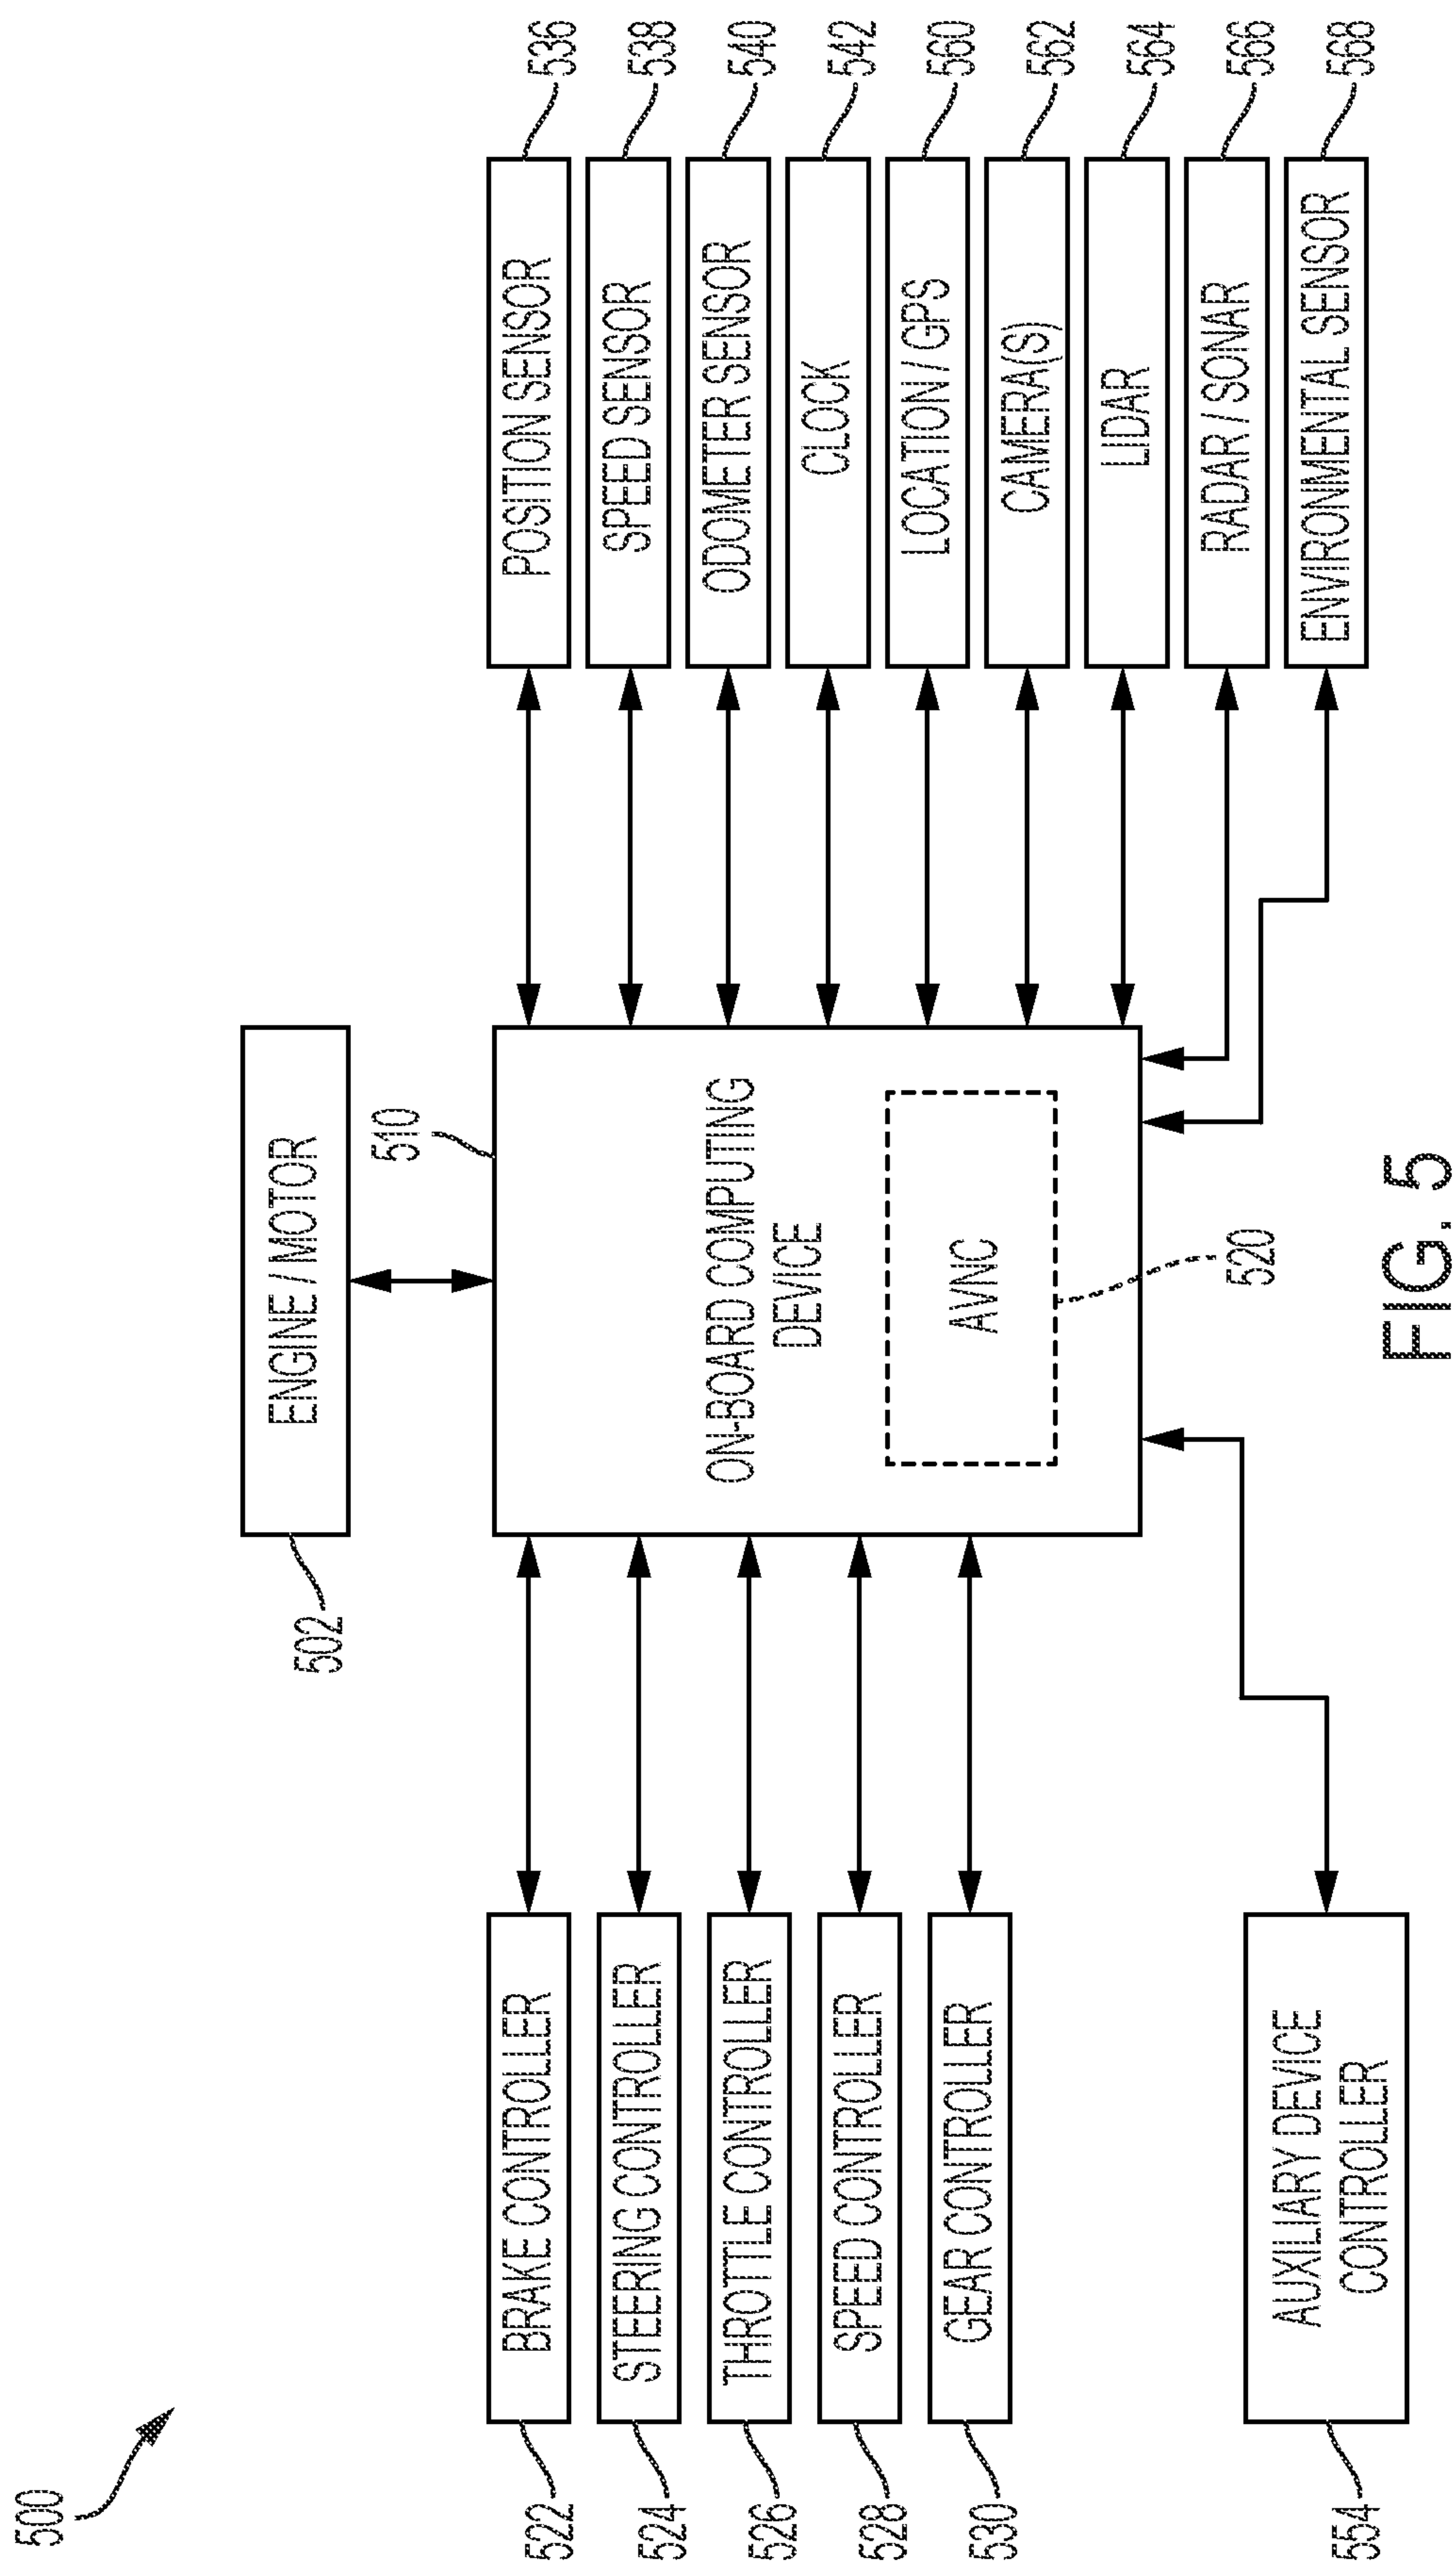 500
ENGINE / MOTOR
502
510
ON-BOARD COMPUTING
DEVICE
AVNC
520
522
BRAKE CONTROLLER
524
STEERING CONTROLLER
526
THROTTLE CONTROLLER
528
SPEED CONTROLLER
530
GEAR CONTROLLER
554
AUXILIARY DEVICE
CONTROLLER
POSITION SENSOR
536
SPEED SENSOR
538
ODOMETER SENSOR
540
CLOCK
542
LOCATION / GPS
560
CAMERA(S)
562
LIDAR
564
RADAR / SONAR
566
ENVIRONMENTAL SENSOR
568
FIG. 5